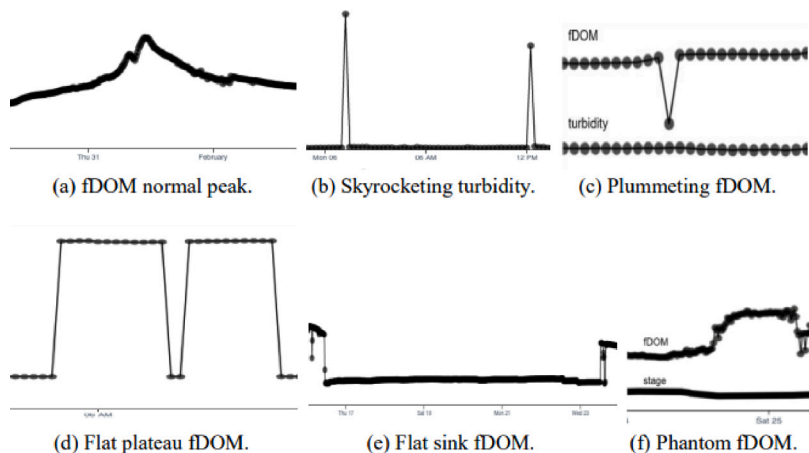 Thu 31 February
(a) fDOM normal peak.
Mon 06 06 AM 12 PM
(b) Skyrocketing turbidity.
fDOM
turbidity
(c) Plummeting fDOM.
06 AM
(d) Flat plateau fDOM.
Thu 17 Sat 19 Mon 21 Wed 23
(e) Flat sink fDOM.
fDOM
stage
Sat 25
(f) Phantom fDOM.